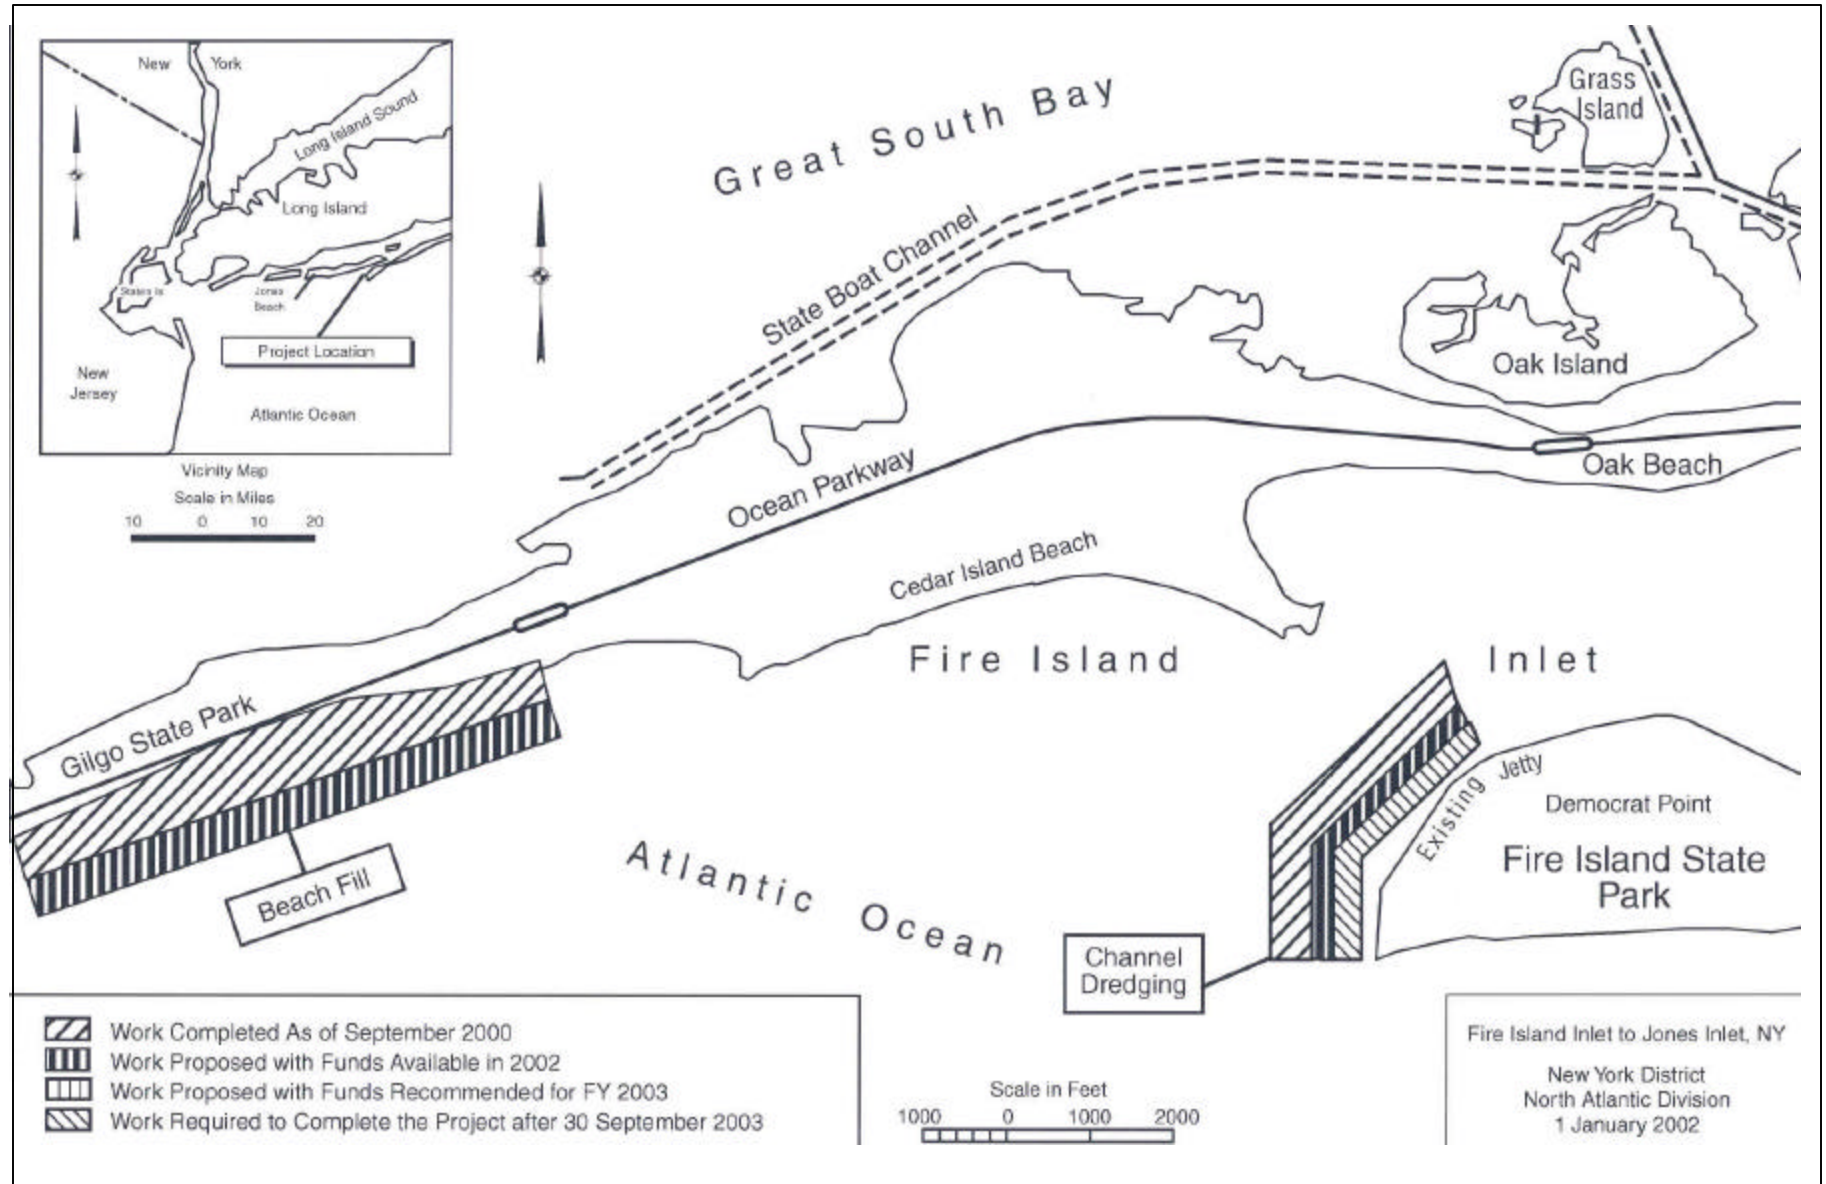 New York
Long Island Sound
Long Island
Staten Is.
Jones
Beach
Project Location
New
Jersey
Atlantic Ocean
Vicinity Map
Scale in Miles
10 0 10 20
Great South Bay
Grass
Island
State Boat Channel
Oak Island
Ocean Parkway
Oak Beach
Cedar Island Beach
Fire Island Inlet
Gilgo State Park
Existing Jetty
Democrat Point
Fire Island State
Park
Beach Fill
Atlantic Ocean
Channel
Dredging
Work Completed As of September 2000
Work Proposed with Funds Available in 2002
Work Proposed with Funds Recommended for FY 2003
Work Required to Complete the Project after 30 September 2003
Scale in Feet
1000 0 1000 2000
Fire Island Inlet to Jones Inlet, NY
New York District
North Atlantic Division
1 January 2002